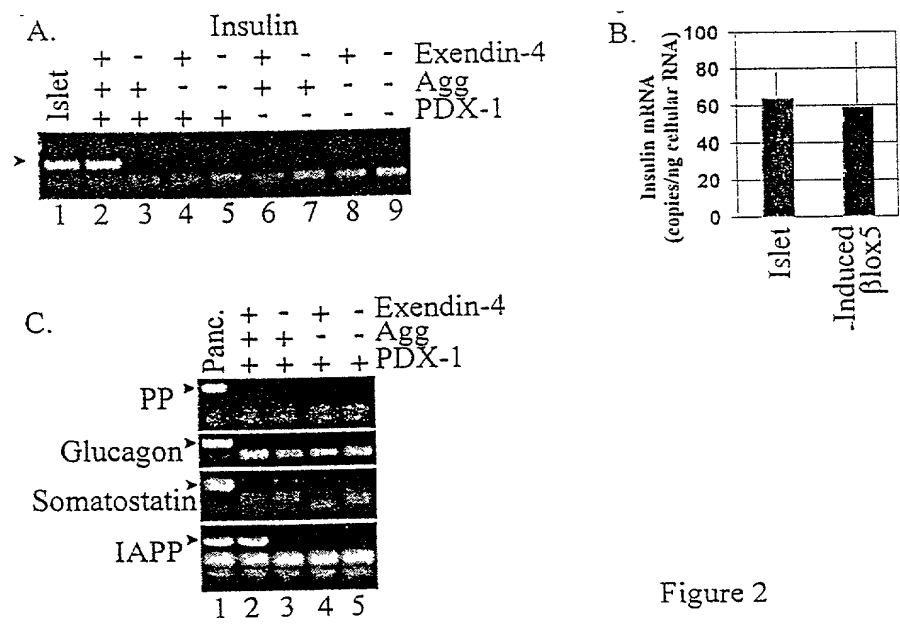 A.
Insulin
Islet
+ - + - + - + - Exendin-4
+ + - - + + - - Agg
+ + + + - - - - PDX-1
1 2 3 4 5 6 7 8 9
B.
Insulin mRNA
(copies/ng cellular RNA)
100
80
60
40
20
0
Islet
-Induced
βlox5
C.
Panc.
+ - + - Exendin-4
+ + - - Agg
+ + + + PDX-1
PP
Glucagon
Somatostatin
IAPP
1 2 3 4 5
Figure 2